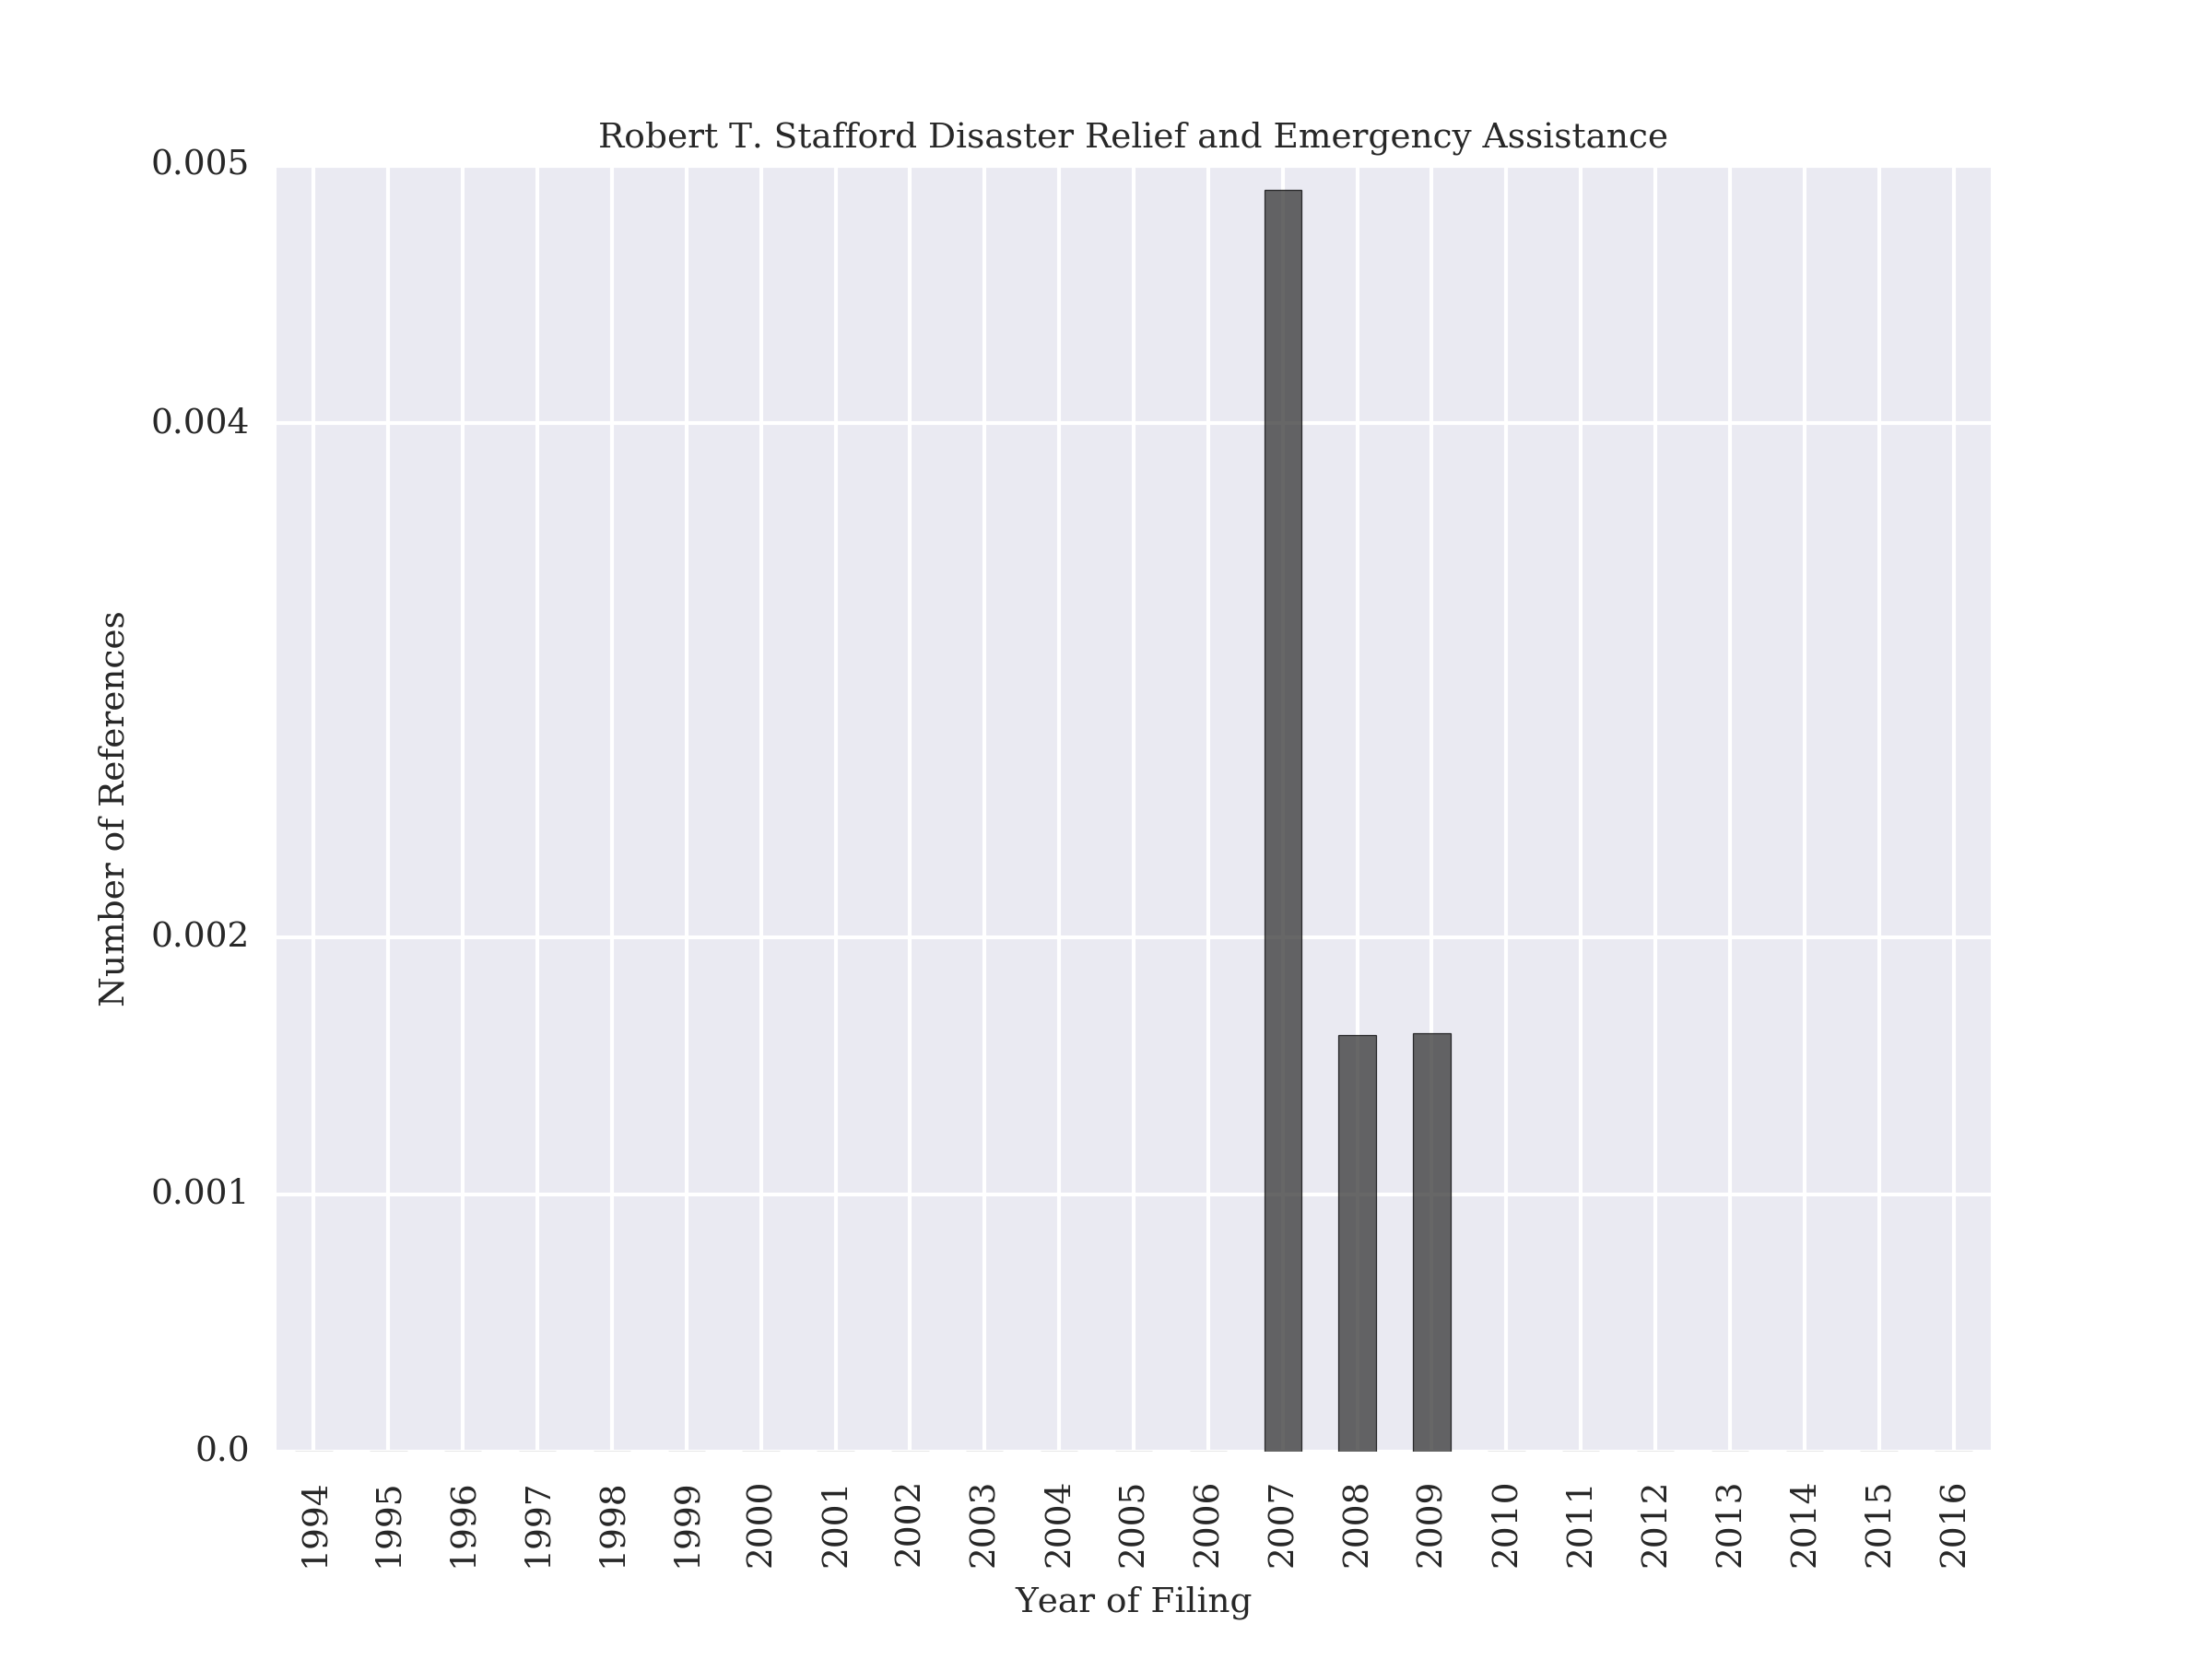 Robert T. Stafford Disaster Relief and Emergency Assistance
0.005
0.004
0.002
0.001
0.0
Number of References
1994 1995 1996 1997 1998 1999 2000 2001 2002 2003 2004 2005 2006 2007 2008 2009 2010 2011 2012 2013 2014 2015 2016
Year of Filing